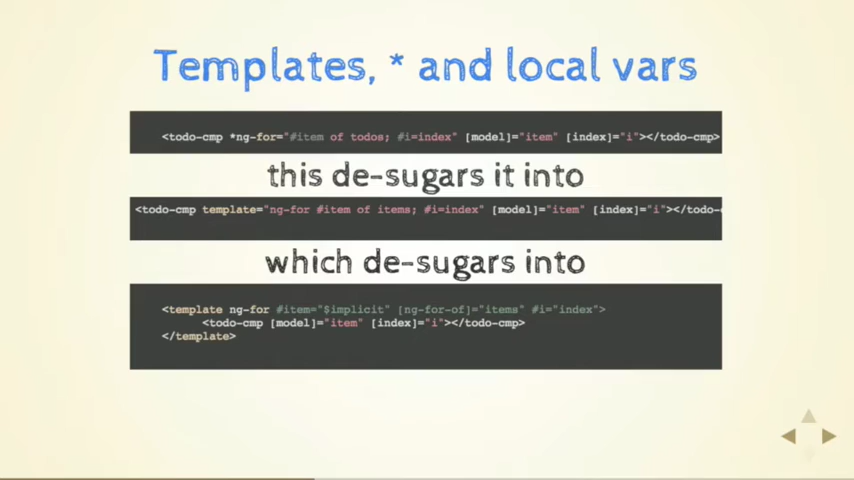 Templates, * and local vars
<todo-cmp *ng-for="#item of todos; #i=index" [model]="item" [index]="i"></todo-cmp>
this de-sugars it into
<todo-cmp template="ng-for #item of items; #i=index" [model]="item" [index]="i"></todo-
which de-sugars into
<template ng-for #item="$implicit" [ng-for-of]="items" #i="index">
<todo-cmp [model]="item" [index]="i"></todo-cmp>
</template>